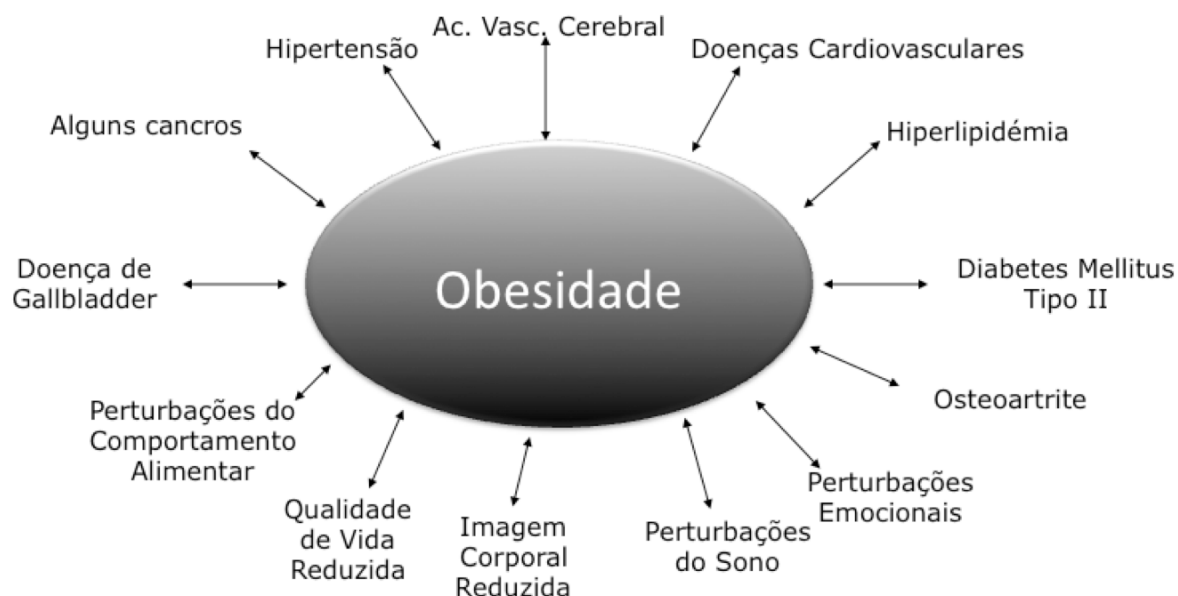 Ac. Vasc. Cerebral
Hipertensão
Doenças Cardiovasculares
Alguns cancros
Hiperlipidémia
Doença de
Gallbladder
Obesidade
Diabetes Mellitus
Tipo II
Osteoartrite
Perturbações do
Comportamento
Alimentar
Perturbações
Emocionais
Qualidade
de Vida
Reduzida
Imagem
Corporal
Reduzida
Perturbações
do Sono